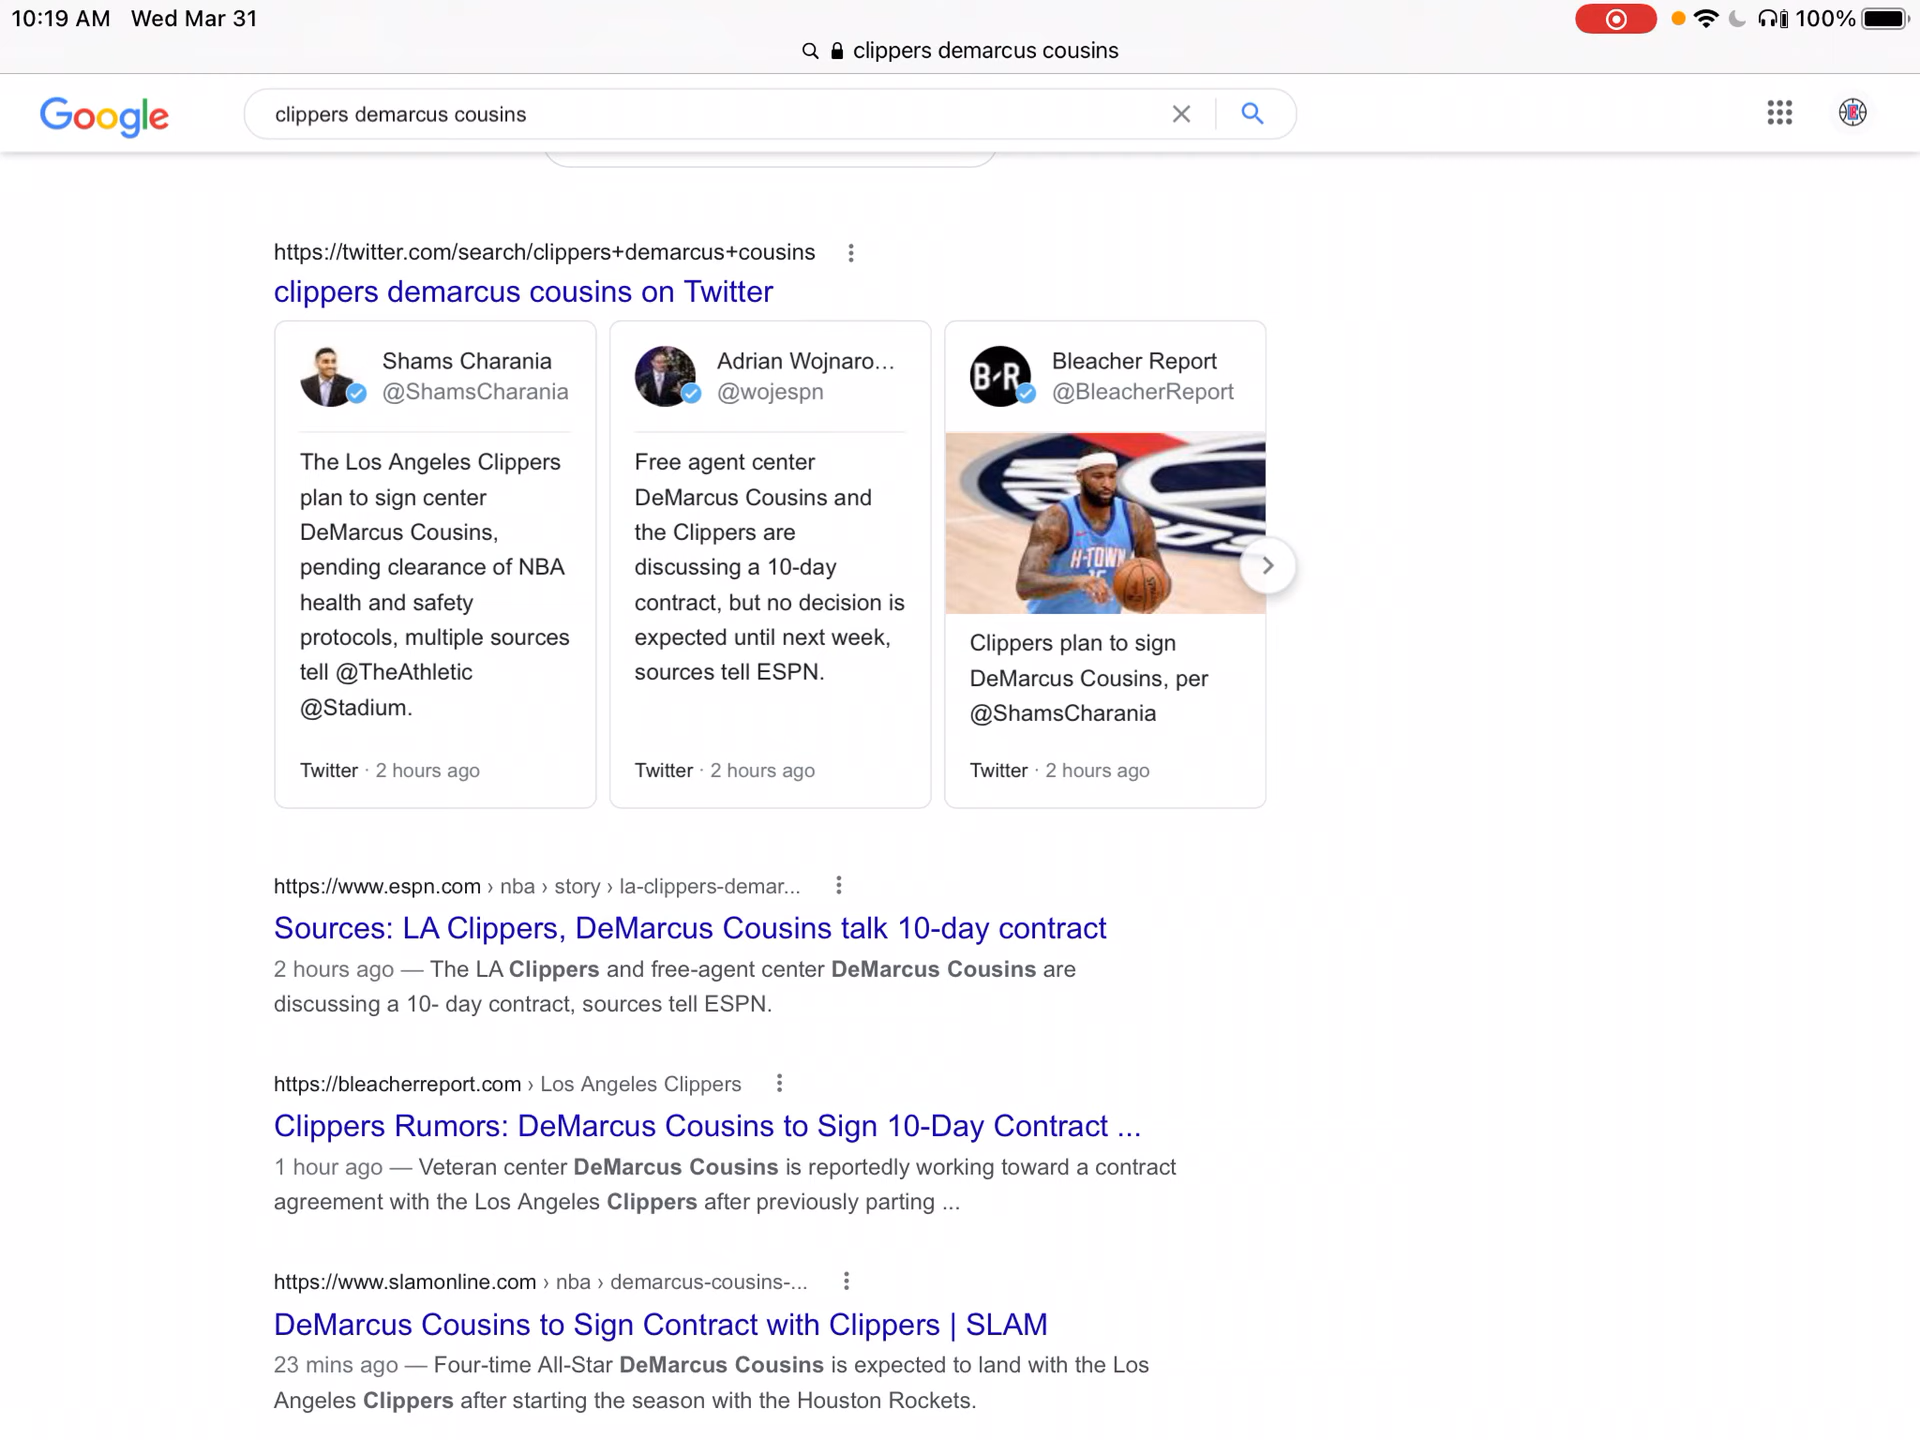 10:19 AM Wed Mar 31
100%
clippers demarcus cousins
Google
clippers demarcus cousins
https://twitter.com/search/clippers+demarcus+cousins
clippers demarcus cousins on Twitter
Shams Charania
@ShamsCharania
The Los Angeles Clippers
plan to sign center
DeMarcus Cousins,
pending clearance of NBA
health and safety
protocols, multiple sources
tell @TheAthletic
@Stadium.
Twitter · 2 hours ago
Adrian Wojnaro...
@wojespn
Free agent center
DeMarcus Cousins and
the Clippers are
discussing a 10-day
contract, but no decision is
expected until next week,
sources tell ESPN.
Twitter · 2 hours ago
B-R
Bleacher Report
@BleacherReport
H-TOWN
Clippers plan to sign
DeMarcus Cousins, per
@ShamsCharania
Twitter · 2 hours ago
https://www.espn.com › nba › story › la-clippers-demar...
Sources: LA Clippers, DeMarcus Cousins talk 10-day contract
2 hours ago — The LA Clippers and free-agent center DeMarcus Cousins are
discussing a 10- day contract, sources tell ESPN.
https://bleacherreport.com › Los Angeles Clippers
Clippers Rumors: DeMarcus Cousins to Sign 10-Day Contract ...
1 hour ago — Veteran center DeMarcus Cousins is reportedly working toward a contract
agreement with the Los Angeles Clippers after previously parting ...
https://www.slamonline.com › nba › demarcus-cousins-...
DeMarcus Cousins to Sign Contract with Clippers | SLAM
23 mins ago — Four-time All-Star DeMarcus Cousins is expected to land with the Los
Angeles Clippers after starting the season with the Houston Rockets.